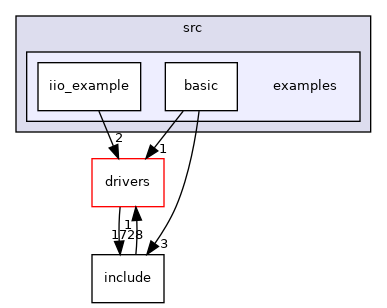 src
iio_example
basic
examples
2
1
drivers
1
1728
3
include